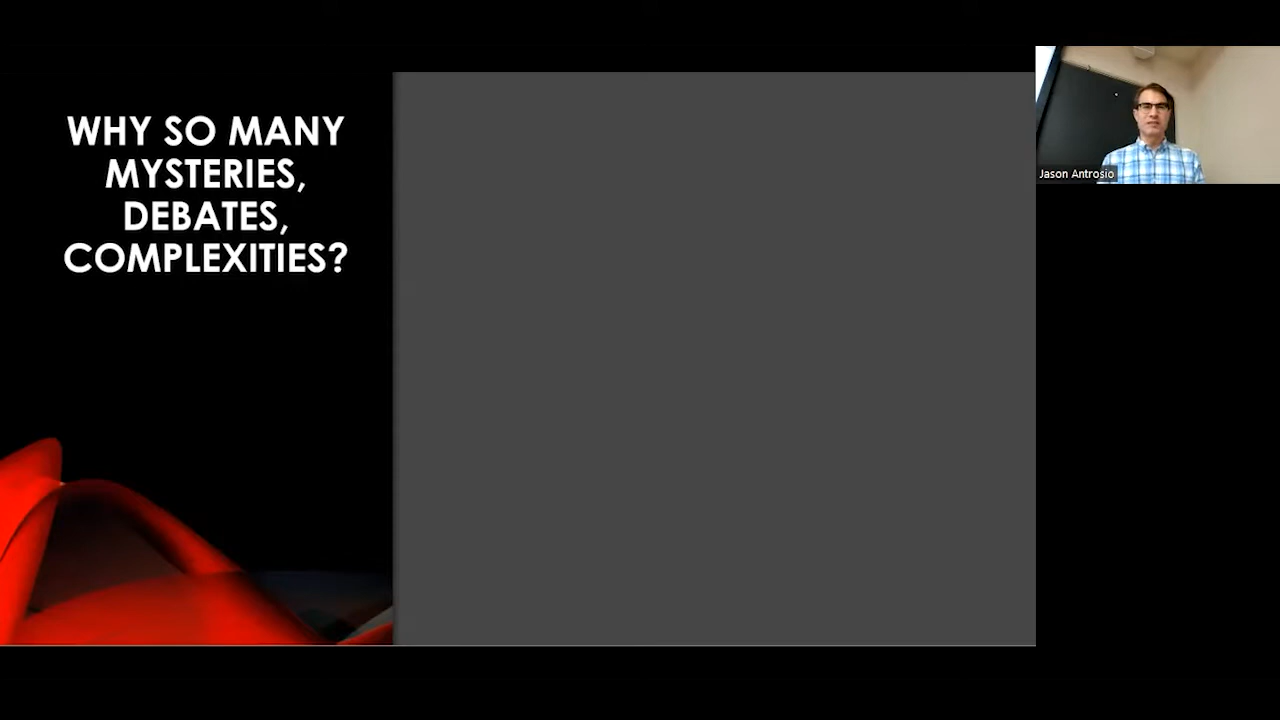 WHY SO MANY
MYSTERIES,
DEBATES,
COMPLEXITIES?
Jason Antrosio